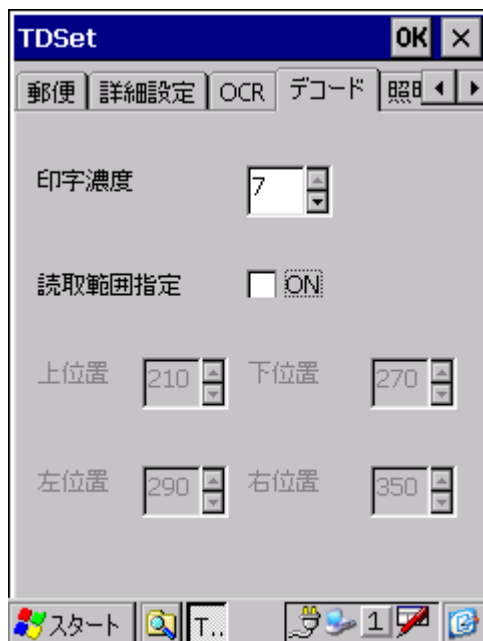 TDSet OK ×
郵便 詳細設定 OCR デコード 照明
印字濃度 7
読取範囲指定 ON
上位置 210 下位置 270
左位置 290 右位置 350
スタート T.. 1